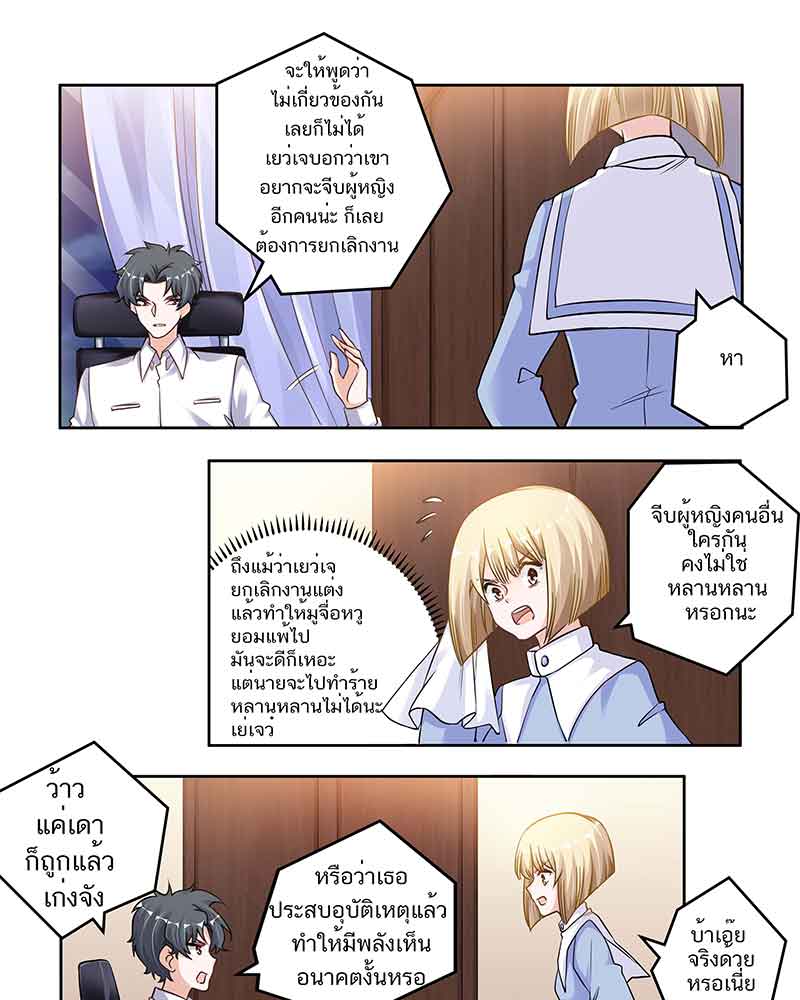 จะให้พูดว่า
ไม่เกี่ยวข้องกัน
เลยก็ไม่ได้
เยว่เจบอกว่าเขา
อยากจะจีบผู้หญิง
อีกคนน่ะ ก็เลย
ต้องการยกเลิกงาน
หา
จีบผู้หญิงคนอื่น
ใครกัน
คงไม่ใช่
หลานหลาน
หรอกนะ
ถึงแม้ว่าเยว่เจ
ยกเลิกงานแต่ง
แล้วทำให้มูจื่อหวู
ยอมแพ้ไป
มันจะดีก็เหอะ
แต่นายจะไปทำร้าย
หลานหลานไม่ได้นะ
เย่เจว๋
ว้าว
แค่เดา
ก็ถูกแล้ว
เก่งจัง
หรือว่าเธอ
ประสบอุบัติเหตุแล้ว
ทำให้มีพลังเห็น
อนาคตงั้นหรอ
บ้าเอ๊ย
จริงด้วย
หรอเนี่ย